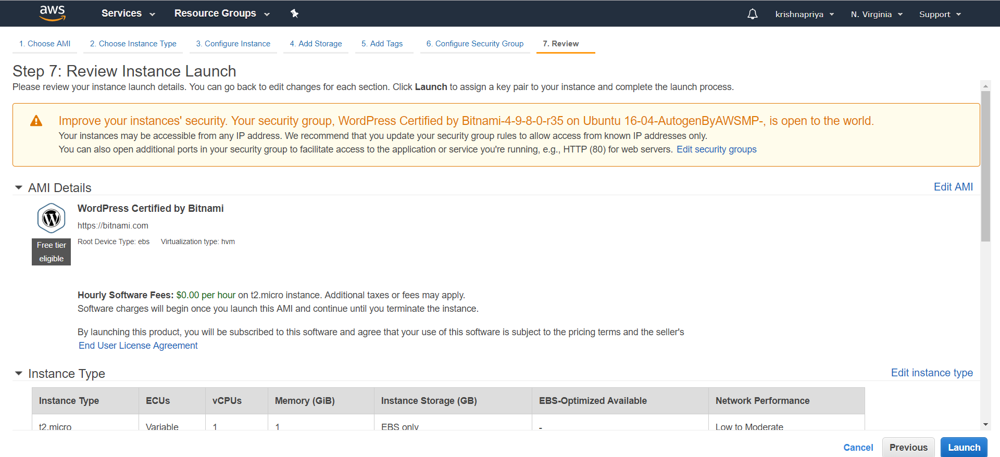 aws Services Resource Groups krishnapriya N. Virginia Support
1. Choose AMI 2. Choose Instance Type 3. Configure Instance 4. Add Storage 5. Add Tags 6. Configure Security Group 7. Review
Step 7: Review Instance Launch
Please review your instance launch details. You can go back to edit changes for each section. Click Launch to assign a key pair to your instance and complete the launch process.
Improve your instances' security. Your security group, WordPress Certified by Bitnami-4-9-8-0-r35 on Ubuntu 16-04-AutogenByAWSMP-, is open to the world.
Your instances may be accessible from any IP address. We recommend that you update your security group rules to allow access from known IP addresses only.
You can also open additional ports in your security group to facilitate access to the application or service you're running, e.g., HTTP (80) for web servers. Edit security groups
AMI Details Edit AMI
WordPress Certified by Bitnami
https://bitnami.com
Free tier
eligible
Root Device Type: ebs Virtualization type: hvm
Hourly Software Fees: $0.00 per hour on t2.micro instance. Additional taxes or fees may apply.
Software charges will begin once you launch this AMI and continue until you terminate the instance.
By launching this product, you will be subscribed to this software and agree that your use of this software is subject to the pricing terms and the seller's
End User License Agreement
Instance Type Edit instance type
Instance Type ECUs vCPUs Memory (GiB) Instance Storage (GB) EBS-Optimized Available Network Performance
t2.micro Variable 1 1 EBS only - Low to Moderate
Cancel Previous Launch